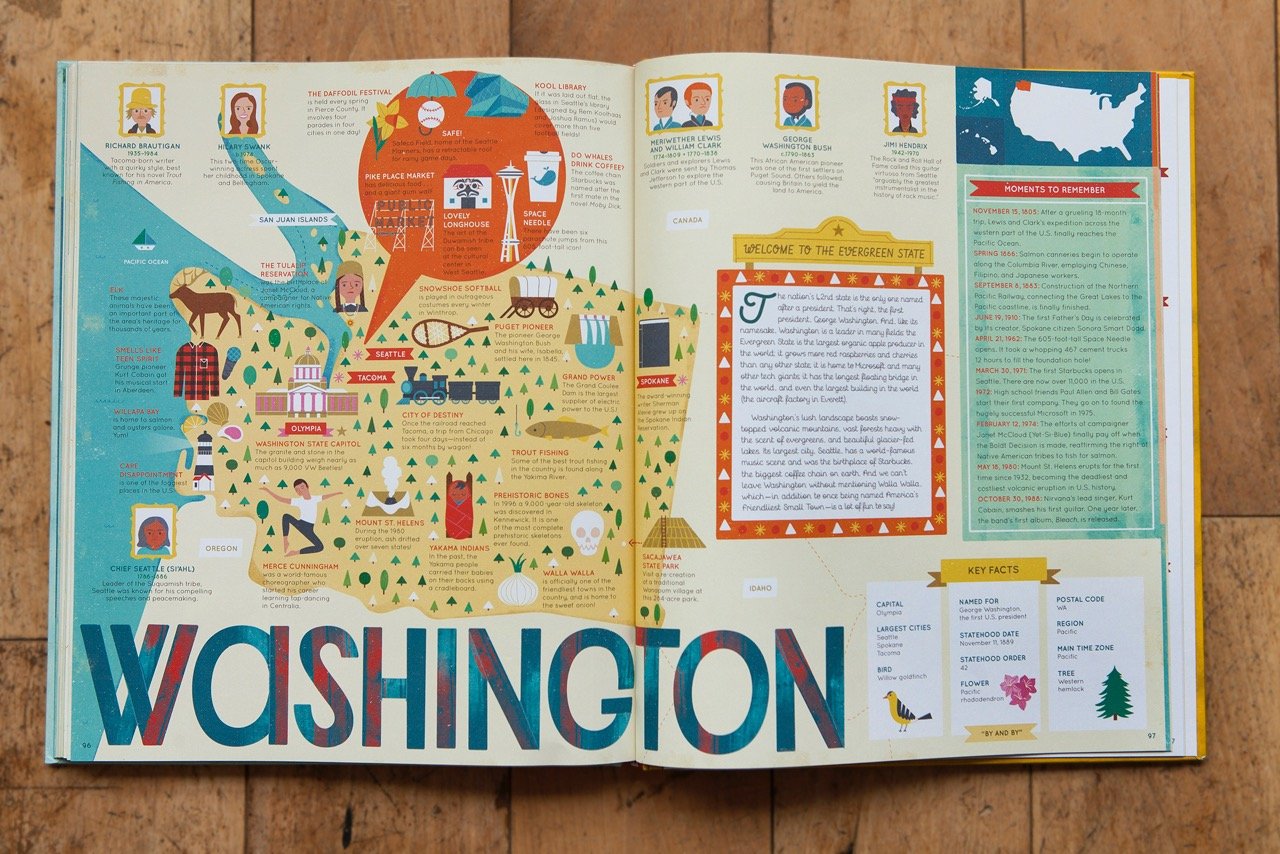 RICHARD BRAUTIGAN
1935-1984
Tacoma-born writer
with a quirky style, best
known for his novel Trout
Fishing in America.
HILARY SWANK
THE DAFFODIL FESTIVAL
is held every spring
in Pierce County. It
involves four
parades in four
cities in one day!
SAFE!
Safeco Field, home of the Seattle
Mariners, has a retractable roof
for rainy game days.
KOOL LIBRARY
If it was laid out flat, the
glass in Seattle's library
(designed by Rem Koolhaas
and Joshua Ramus) would
cover more than five
football fields!
DO WHALES
DRINK COFFEE?
The coffee chain
Starbucks was
named after the
first mate in the
novel Moby Dick.
PIKE PLACE MARKET
has delicious food
and a giant gum wall!
LOVELY
LONGHOUSE
The art of the
Duwamish tribe
can be seen
at the cultural
center in
West Seattle.
SPACE
NEEDLE
There have been six
parachute jumps from this
605-foot-tall icon!
SAN JUAN ISLANDS
PACIFIC OCEAN
THE TULALIP
RESERVATION
was the birthplace of
Janet McCloud, a
campaigner for Native
American rights.
ELK
These majestic
animals have been
an important part of
the area's heritage for
thousands of years.
SNOWSHOE SOFTBALL
is played in outrageous
costumes every winter
in Winthrop.
PUGET PIONEER
The pioneer George
Washington Bush
and his wife, Isabella,
settled here in 1845.
SMELLS LIKE
TEEN SPIRIT
Grunge pioneer
Kurt Cobain got
his musical start
in Aberdeen.
SEATTLE
TACOMA
GRAND POWER
The Grand Coulee
Dam is the largest
supplier of electric
power to the U.S.!
WILLAPA BAY
is home to salmon
and oysters galore.
Yum!
OLYMPIA
WASHINGTON STATE CAPITOL
The granite and stone in the
capitol building weigh nearly as
much as 9,000 VW Beetles!
CITY OF DESTINY
Once the railroad reached
Tacoma, a trip from Chicago
took four days—instead of
six months by wagon!
TROUT FISHING
Some of the best trout fishing
in the country is found along
the Yakima River.
CAPE
DISAPPOINTMENT
is one of the foggiest
places in the U.S.
MOUNT ST. HELENS
During the 1980
eruption, ash drifted
over seven states!
PREHISTORIC BONES
In 1996 a 9,000 year-old skeleton
was discovered in
Kennewick. It is one
of the most complete
prehistoric skeletons
ever found.
YAKAMA INDIANS
In the past, the
Yakama people
carried their babies
on their backs using
a cradleboard.
WALLA WALLA
is officially one of the
friendliest towns in the
country, and is home to
the sweet onion!
OREGON
CHIEF SEATTLE (SI'AHL)
1786-1866
Leader of the Suquamish tribe,
Seattle was known for his compelling
speeches and peacemaking.
MERCE CUNNINGHAM
was a world-famous
choreographer who
started his career
learning tap-dancing
in Centralia.
WASHINGTON
96
MERIWETHER LEWIS
AND WILLIAM CLARK
1774-1809 • 1770-1838
Soldiers and explorers Lewis
and Clark were sent by Thomas
Jefferson to explore the
western part of the U.S.
GEORGE
WASHINGTON BUSH
c.1790-1863
This African American pioneer
was one of the first settlers on
Puget Sound. Others followed,
causing Britain to yield the
land to America.
JIMI HENDRIX
1942-1970
The Rock and Roll Hall of
Fame called this guitar
virtuoso from Seattle
"arguably the greatest
instrumentalist in the
history of rock music."
CANADA
SPOKANE
SACAJAWEA
STATE PARK
Visit a re-creation
of a traditional
Wanapum village at
this 284-acre park.
IDAHO
WELCOME TO THE EVERGREEN STATE
The nation's 42nd state is the only one named
after a president. That's right, the first
president, George Washington. And, like its
namesake, Washington is a leader in many fields: the
Evergreen State is the largest organic apple producer in
the world; it grows more red raspberries and cherries
than any other state; it is home to Microsoft and many
other tech giants; it has the longest floating bridge in
the world, and even the largest building in the world
(the aircraft factory in Everett).
Washington's lush landscape boasts snow-
topped volcanic mountains, vast forests heavy with
the scent of evergreens, and beautiful glacier-fed
lakes. Its largest city, Seattle, has a world-famous
music scene and was the birthplace of Starbucks,
the biggest coffee chain on earth. And we can't
leave Washington without mentioning Walla Walla,
which—in addition to once being named America's
Friendliest Small Town—is a lot of fun to say!
MOMENTS TO REMEMBER
NOVEMBER 15, 1805: After a grueling 18-month
trip, Lewis and Clark's expedition across the
western part of the U.S. finally reaches the
Pacific Ocean.
SPRING 1866: Salmon canneries begin to operate
along the Columbia River, employing Chinese,
Filipino, and Japanese workers.
SEPTEMBER 8, 1883: Construction of the Northern
Pacific Railway, connecting the Great Lakes to the
Pacific coastline, is finally finished.
JUNE 19, 1910: The first Father's Day is celebrated
by its creator, Spokane citizen Sonora Smart Dodd.
APRIL 21, 1962: The 605-foot-tall Space Needle
opens. It took a whopping 467 cement trucks
12 hours to fill the foundation hole!
MARCH 30, 1971: The first Starbucks opens in
Seattle. There are now over 11,000 in the U.S.
1972: High school friends Paul Allen and Bill Gates
start their first company. They go on to found the
hugely successful Microsoft in 1975.
FEBRUARY 12, 1974: The efforts of campaigner
Janet McCloud (Yet-Si-Blue) finally pay off when
the Boldt Decision is made, reaffirming the right of
Native American tribes to fish for salmon.
MAY 18, 1980: Mount St. Helens erupts for the first
time since 1932, becoming the deadliest and
costliest volcanic eruption in U.S. history.
OCTOBER 30, 1988: Nirvana's lead singer, Kurt
Cobain, smashes his first guitar. One year later,
the band's first album, Bleach, is released.
KEY FACTS
CAPITAL
Olympia
LARGEST CITIES
Seattle
Spokane
Tacoma
BIRD
Willow goldfinch
NAMED FOR
George Washington,
the first U.S. president
STATEHOOD DATE
November 11, 1889
STATEHOOD ORDER
42
FLOWER
Pacific
rhododendron
POSTAL CODE
WA
REGION
Pacific
MAIN TIME ZONE
Pacific
TREE
Western
hemlock
"BY AND BY"
97